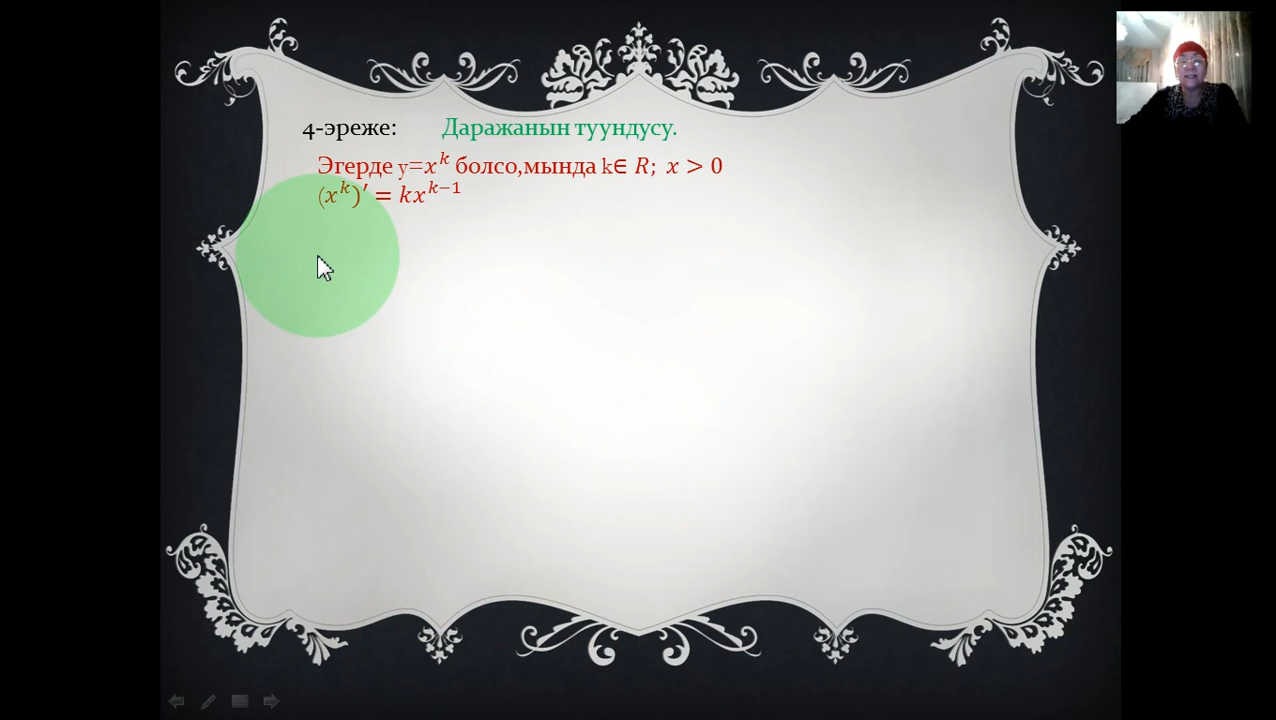 4-эреже: Даражанын туундусу.
Эгерде y=𝑥^𝑘 болсо,мында k∈ 𝑅; 𝑥 > 0
(𝑥^𝑘)′ = 𝑘𝑥^{𝑘−1}